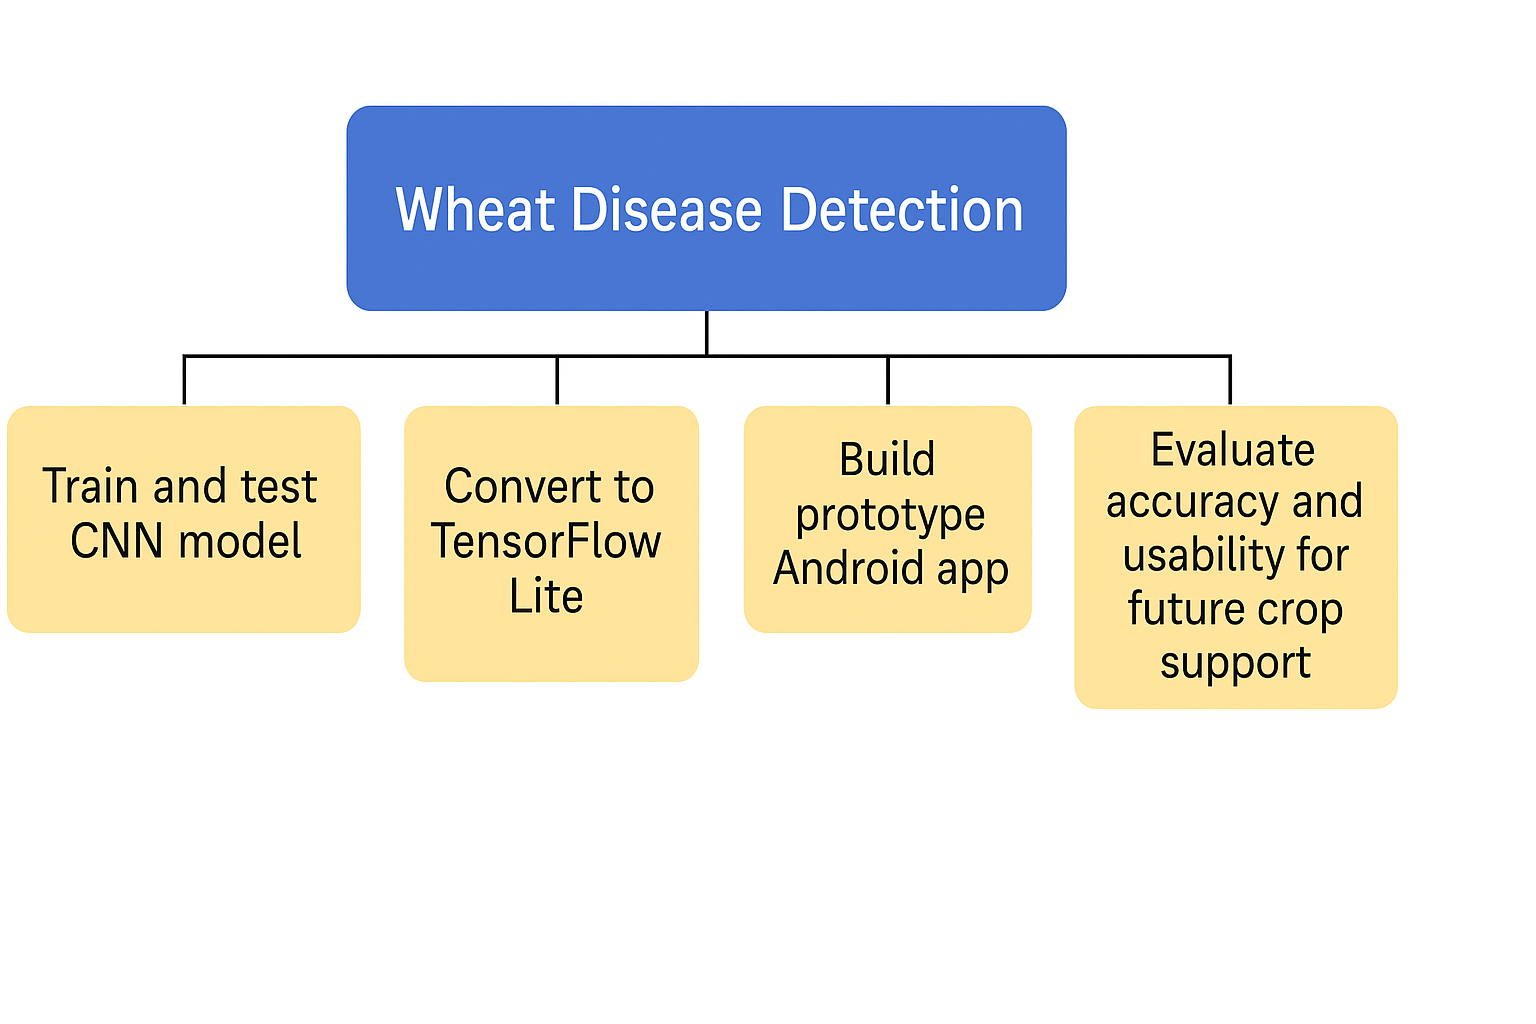 Wheat Disease Detection
Train and test
CNN model
Convert to
TensorFlow
Lite
Build
prototype
Android app
Evaluate
accuracy and
usability for
future crop
support